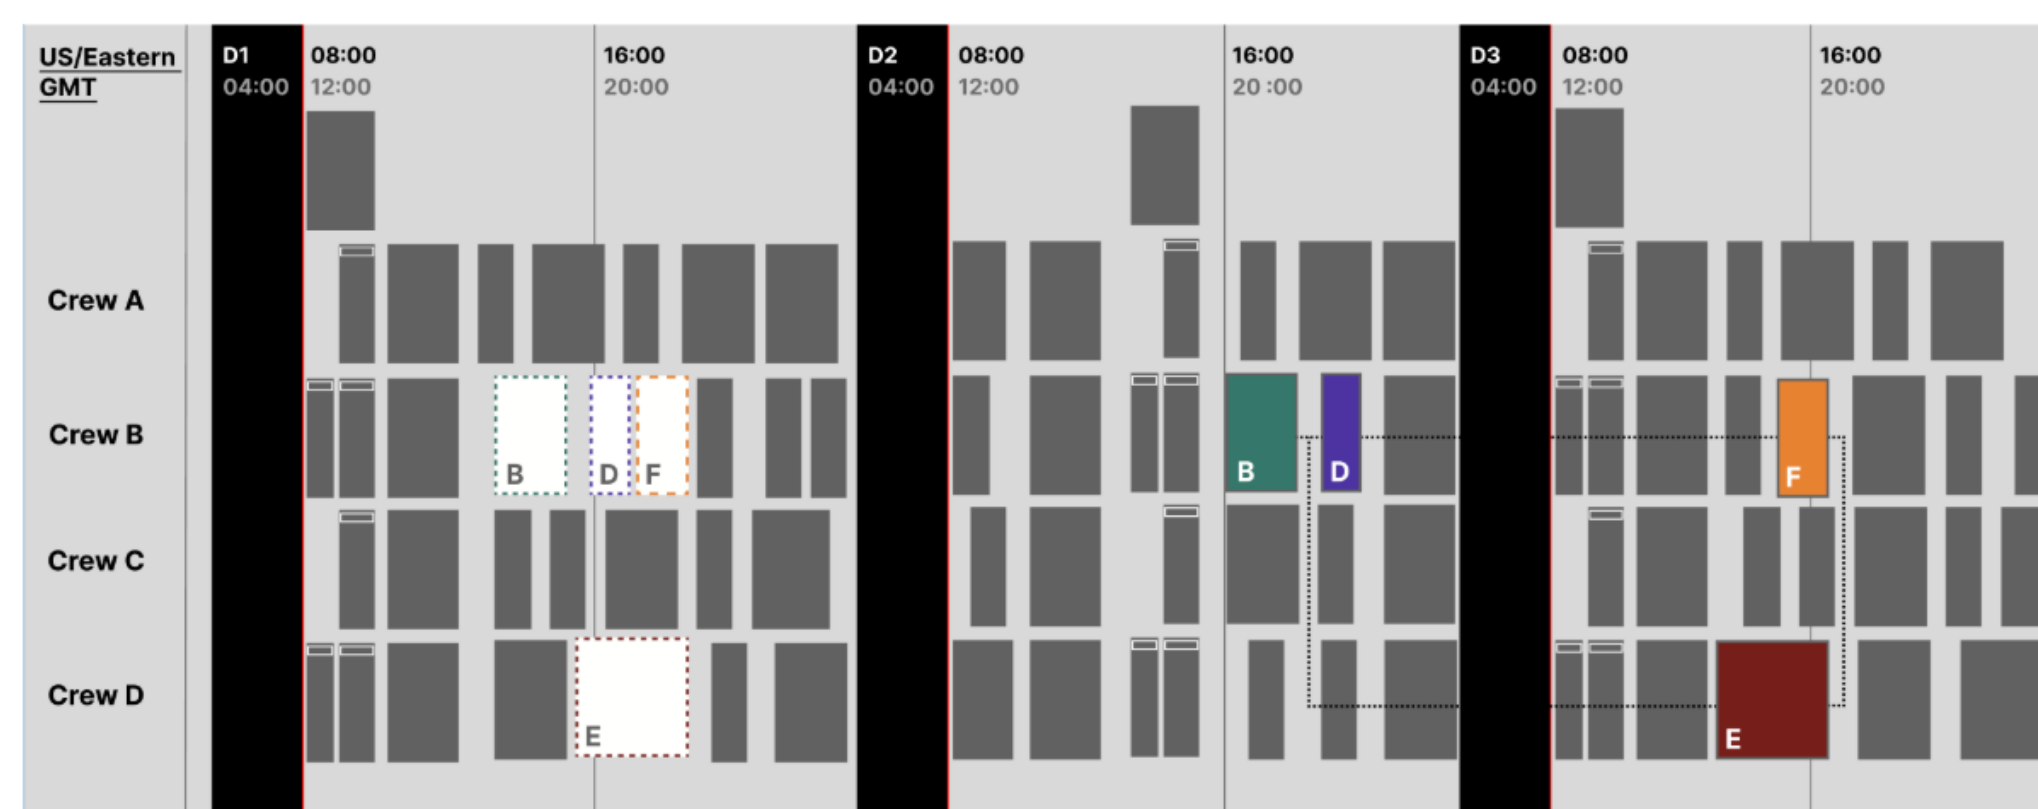 US/Eastern D1 08:00 16:00 D2 08:00 16:00 D3 08:00 16:00
GMT 04:00 12:00 20:00 04:00 12:00 20 :00 04:00 12:00 20:00
Crew A
Crew B
B D F B D F
Crew C
Crew D
E E